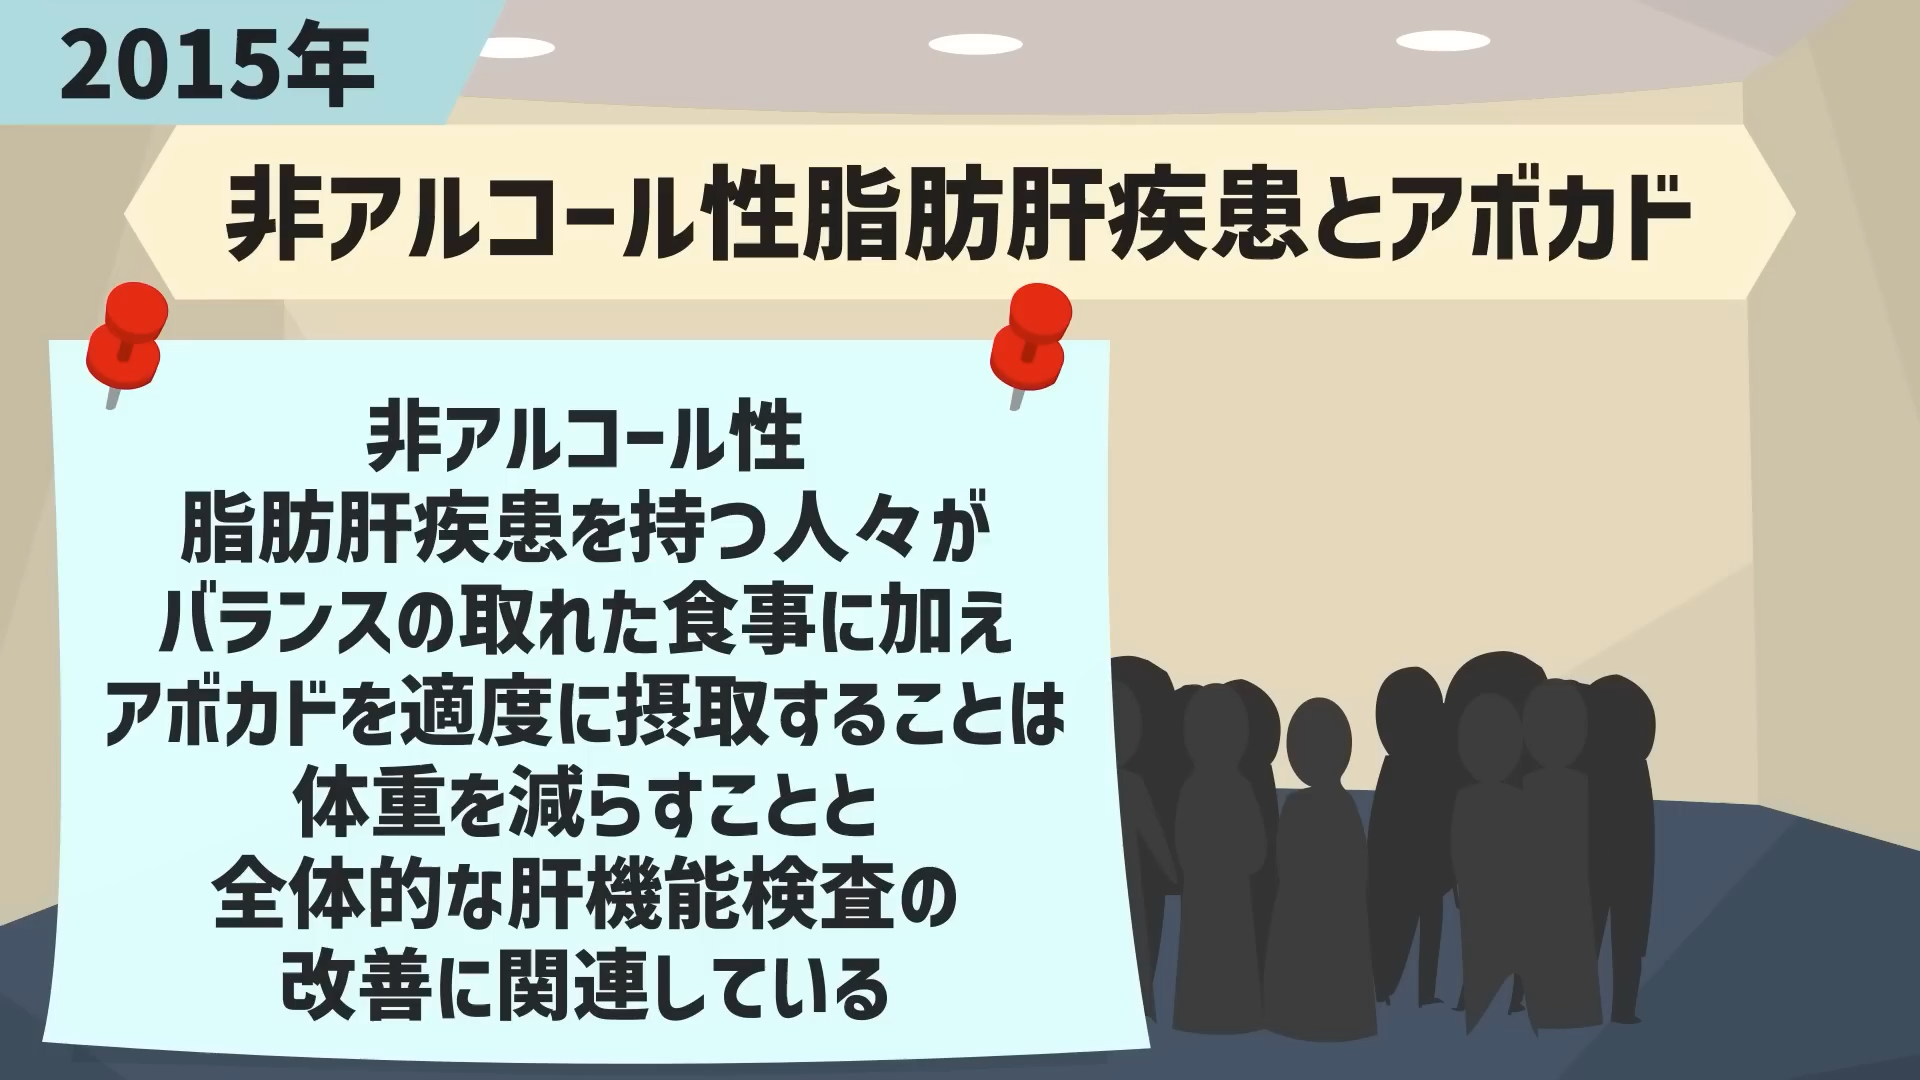 2015年
非アルコール性脂肪肝疾患とアボカド
非アルコール性
脂肪肝疾患を持つ人々が
バランスの取れた食事に加え
アボカドを適度に摂取することは
体重を減らすことと
全体的な肝機能検査の
改善に関連している